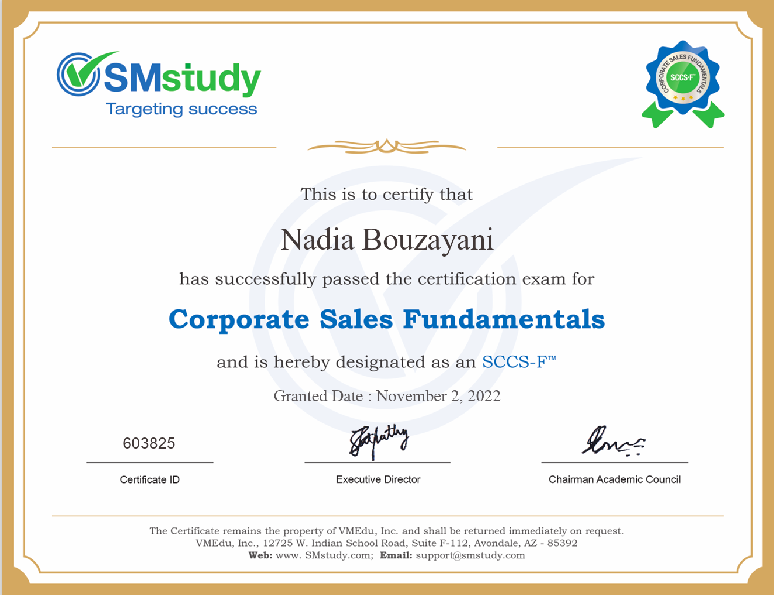 SMstudy
Targeting success
CORPORATE SALES FUNDAMENTALS
SCCS-F™
This is to certify that
Nadia Bouzayani
has successfully passed the certification exam for
Corporate Sales Fundamentals
and is hereby designated as an SCCS-F™
Granted Date : November 2, 2022
603825
Certificate ID
Executive Director
Chairman Academic Council
The Certificate remains the property of VMEdu, Inc. and shall be returned immediately on request.
VMEdu, Inc., 12725 W. Indian School Road, Suite F-112, Avondale, AZ - 85392
Web: www. SMstudy.com; Email: support@smstudy.com